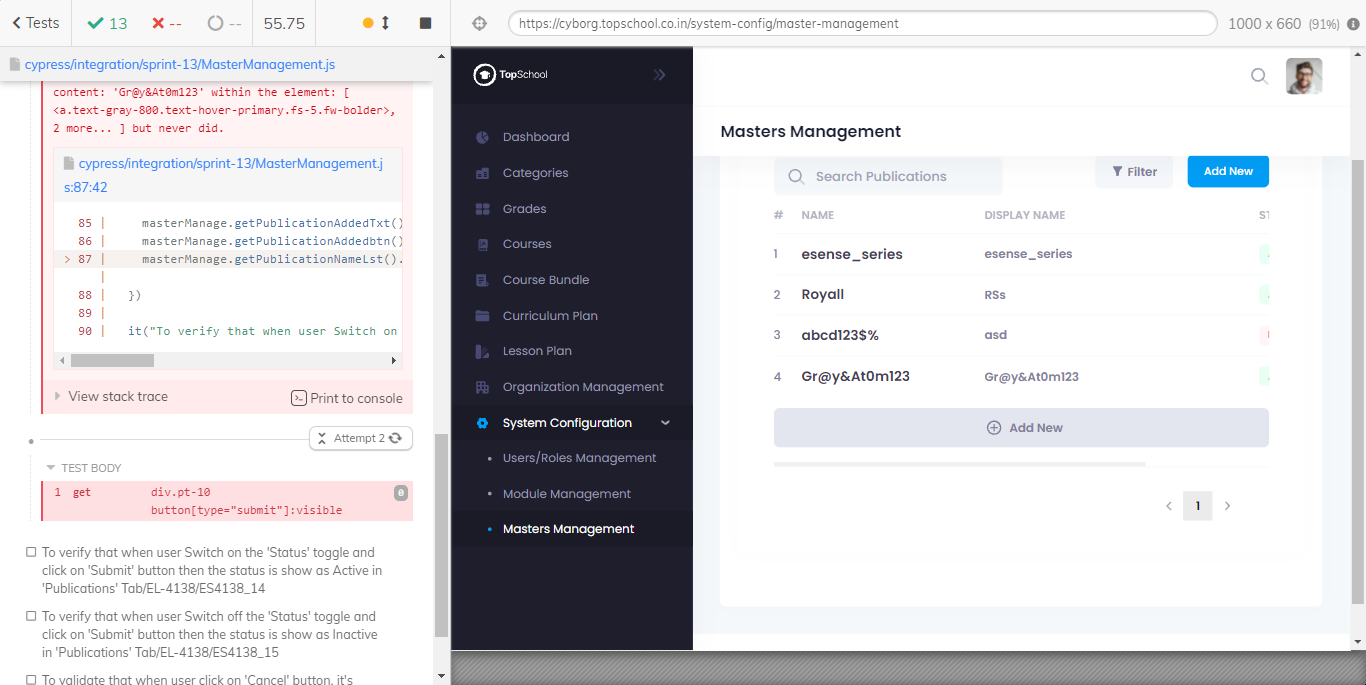 Tests
13
--
--
55.75
https://cyborg.topschool.co.in/system-config/master-management
1000 x 660 (91%)
cypress/integration/sprint-13/MasterManagement.js
content: 'Gr@y&At0m123' within the element: [
<a.text-gray-800.text-hover-primary.fs-5.fw-bolder>,
2 more... ] but never did.
cypress/integration/sprint-13/MasterManagement.j
s:87:42
85 | masterManage.getPublicationAddedTxt()
86 | masterManage.getPublicationAddedbtn()
> 87 | masterManage.getPublicationNameLst().
|
88 | })
89 |
90 | it("To verify that when user Switch on
View stack trace
Print to console
Attempt 2
TEST BODY
1 get div.pt-10 0
button[type="submit"]:visible
To verify that when user Switch on the 'Status' toggle and
click on 'Submit' button then the status is show as Active in
'Publications' Tab/EL-4138/ES4138_14
To verify that when user Switch off the 'Status' toggle and
click on 'Submit' button then the status is show as Inactive
in 'Publications' Tab/EL-4138/ES4138_15
To validate that when user click on 'Cancel' button, it's
TopSchool
Dashboard
Categories
Grades
Courses
Course Bundle
Curriculum Plan
Lesson Plan
Organization Management
System Configuration
Users/Roles Management
Module Management
Masters Management
Masters Management
Search Publications
Filter
Add New
# NAME DISPLAY NAME
1 esense_series esense_series
2 Royall RSs
3 abcd123$% asd
4 Gr@y&At0m123 Gr@y&At0m123
Add New
1